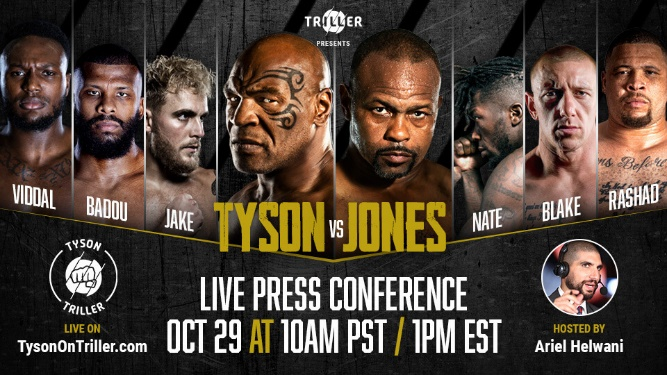 TRILLER
PRESENTS
VIDDAL
BADOU
JAKE
TYSON VS JONES
NATE
BLAKE
RASHAD
TYSON
TRILLER
LIVE ON
TysonOnTriller.com
LIVE PRESS CONFERENCE
OCT 29 AT 10AM PST / 1PM EST
HOSTED BY
Ariel Helwani